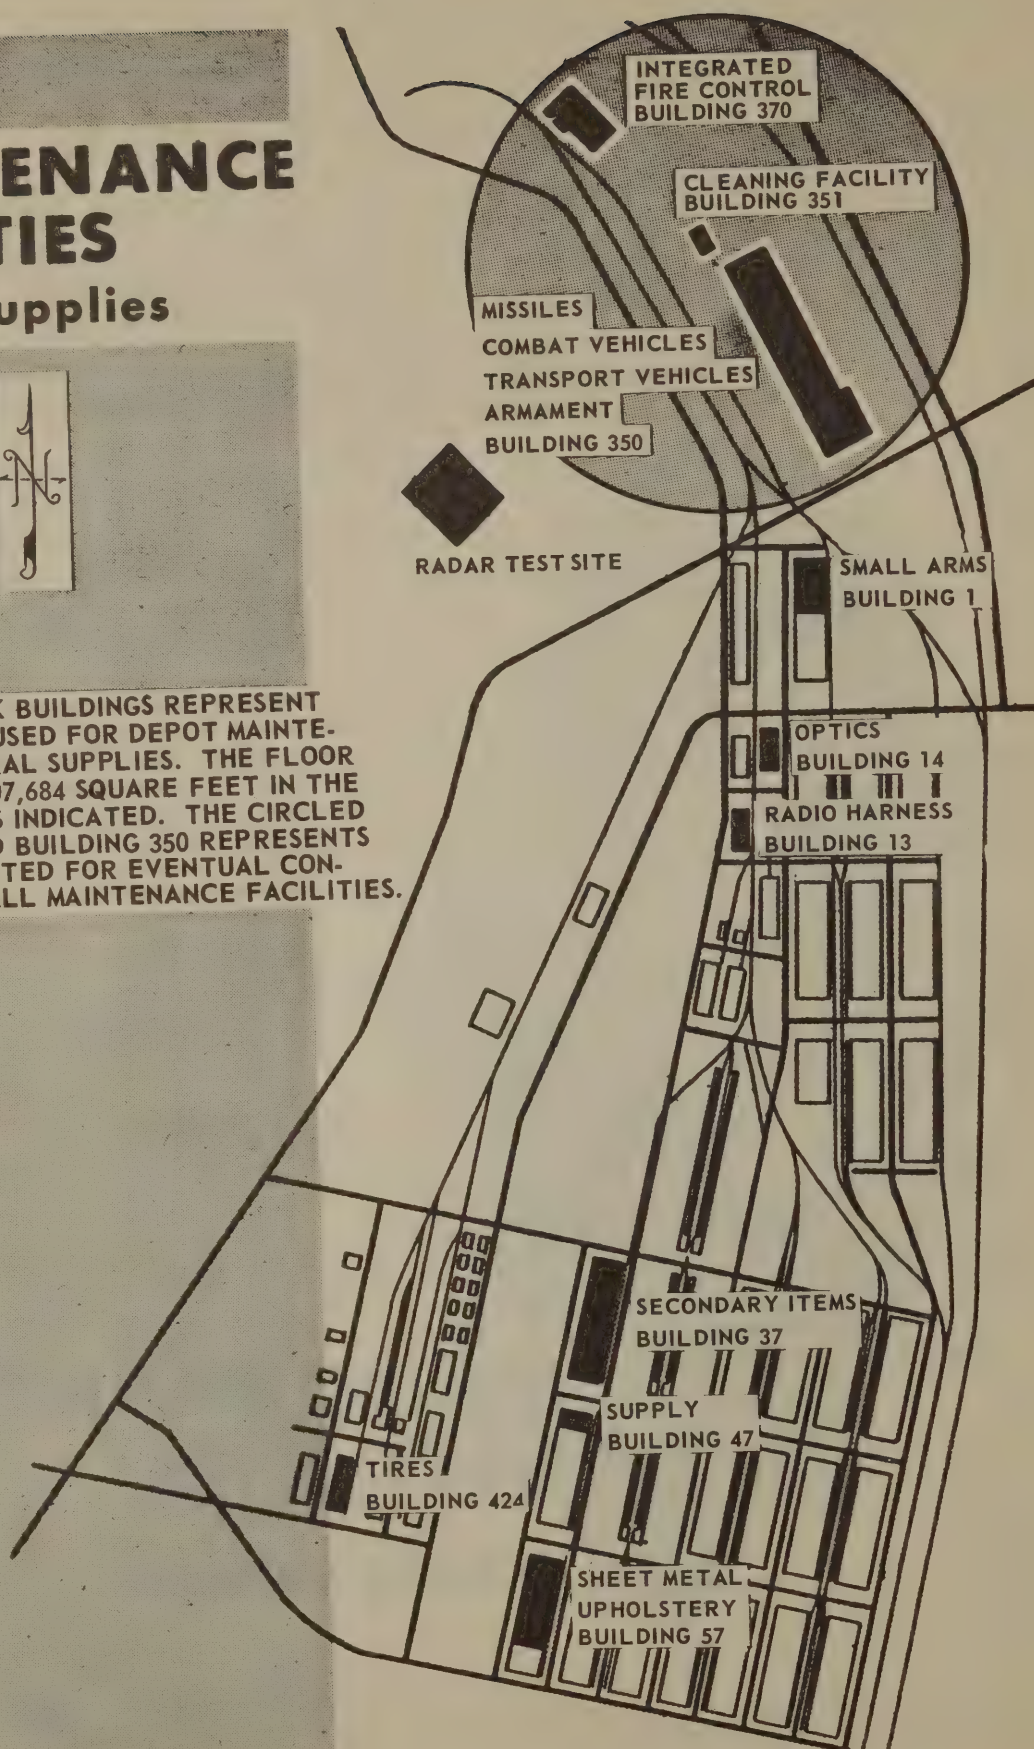 ENANCE
TIES
upplies
N
K BUILDINGS REPRESENT
USED FOR DEPOT MAINTE-
AL SUPPLIES. THE FLOOR
7,684 SQUARE FEET IN THE
S INDICATED. THE CIRCLED
D BUILDING 350 REPRESENTS
TED FOR EVENTUAL CON-
LL MAINTENANCE FACILITIES.
INTEGRATED
FIRE CONTROL
BUILDING 370
CLEANING FACILITY
BUILDING 351
MISSILES
COMBAT VEHICLES
TRANSPORT VEHICLES
ARMAMENT
BUILDING 350
RADAR TEST SITE
SMALL ARMS
BUILDING 1
OPTICS
BUILDING 14
RADIO HARNESS
BUILDING 13
SECONDARY ITEMS
BUILDING 37
SUPPLY
BUILDING 47
TIRES
BUILDING 424
SHEET METAL
UPHOLSTERY
BUILDING 57